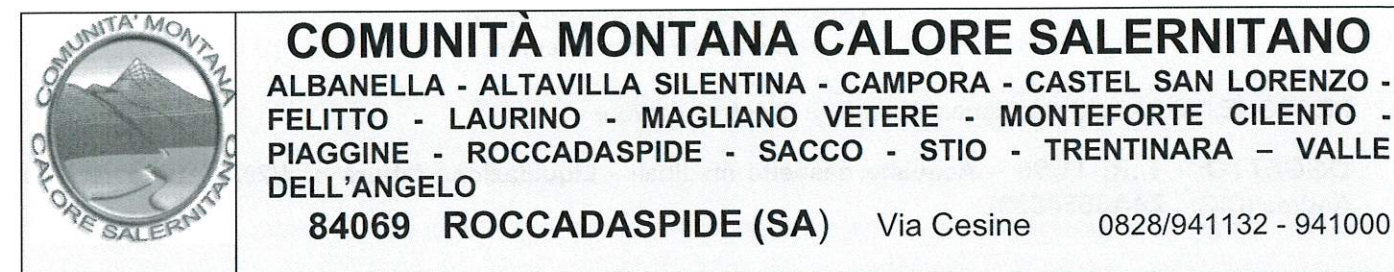 COMUNITA' MONTANA
CALORE SALERNITANO
COMUNITÀ MONTANA CALORE SALERNITANO
ALBANELLA - ALTAVILLA SILENTINA - CAMPORA - CASTEL SAN LORENZO -
FELITTO - LAURINO - MAGLIANO VETERE - MONTEFORTE CILENTO -
PIAGGINE - ROCCADASPIDE - SACCO - STIO - TRENTINARA – VALLE
DELL'ANGELO
84069 ROCCADASPIDE (SA) Via Cesine 0828/941132 - 941000